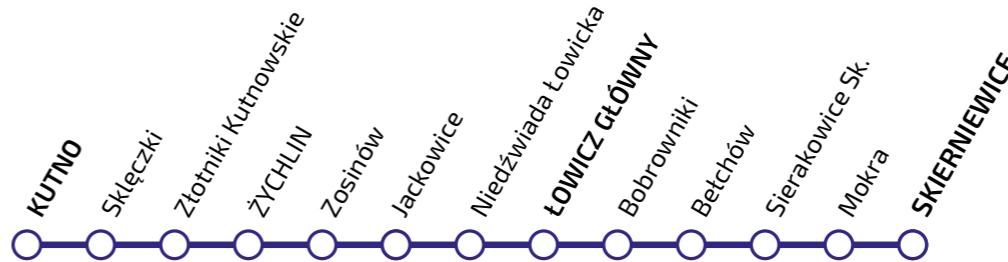 KUTNO
Sklęczki
Złotniki Kutnowskie
ŻYCHLIN
Zosinów
Jackowice
Niedźwiada Łowicka
ŁOWICZ GŁÓWNY
Bobrowniki
Bełchów
Sierakowice Sk.
Mokra
SKIERNIEWICE